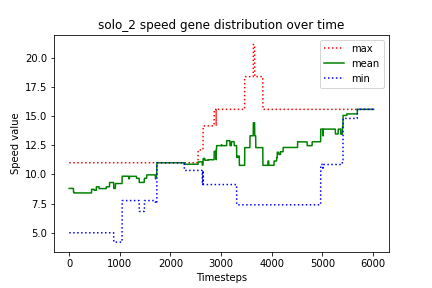 solo_2 speed gene distribution over time
max
mean
min
Speed value
20.0
17.5
15.0
12.5
10.0
7.5
5.0
0
1000
2000
3000
4000
5000
6000
Timesteps